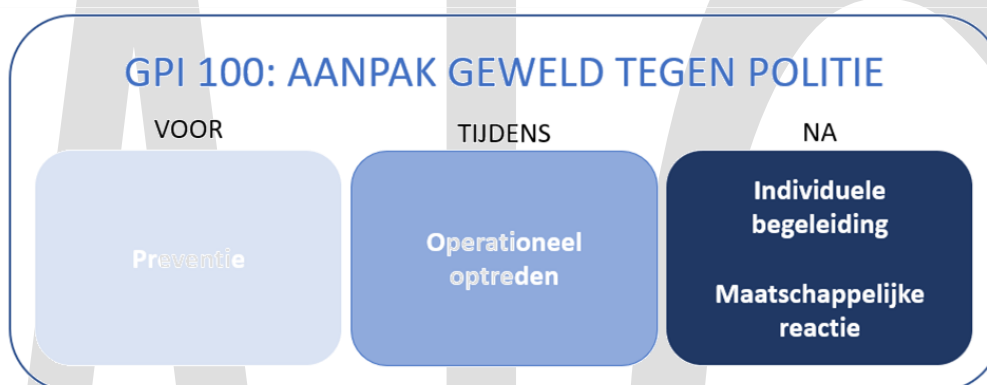 GPI 100: AANPAK GEWELD TEGEN POLITIE
VOOR
TIJDENS
NA
Preventie
Operationeel
optreden
Individuele
begeleiding
Maatschappelijke
reactie